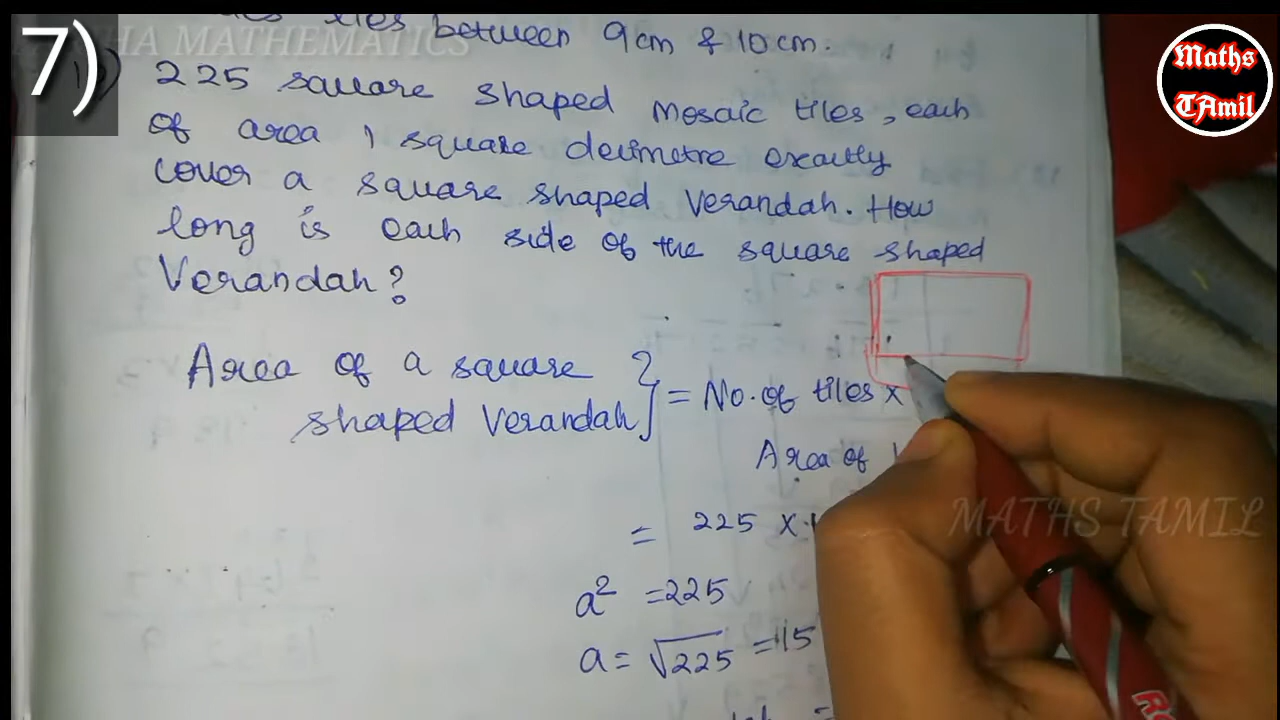 7)
between 9cm & 10cm.
225 sauare shaped Mosaic tiles, each
of area 1 square decimetre exactly
cover a square shaped Verandah. How
long is each side of the square shaped
Verandah?
Area of a square
shaped Verandah} = No. of tiles x
Area of
= 225 x
a² = 225
a = √225 = 15
Maths
TAmil
MATHS TAMIL
MATHEMATICS